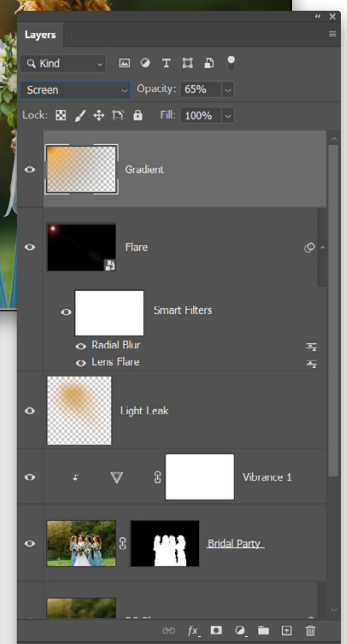 Layers
Kind
Screen Opacity: 65%
Lock: Fill: 100%
Gradient
Flare
Smart Filters
Radial Blur
Lens Flare
Light Leak
Vibrance 1
Bridal Party
fx